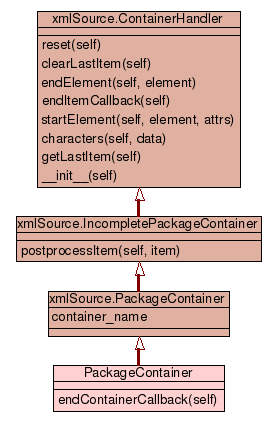 xmlSource.ContainerHandler
reset(self)
clearLastItem(self)
endElement(self, element)
endItemCallback(self)
startElement(self, element, attrs)
characters(self, data)
getLastItem(self)
__init__(self)
xmlSource.IncompletePackageContainer
postprocessItem(self, item)
xmlSource.PackageContainer
container_name
PackageContainer
endContainerCallback(self)